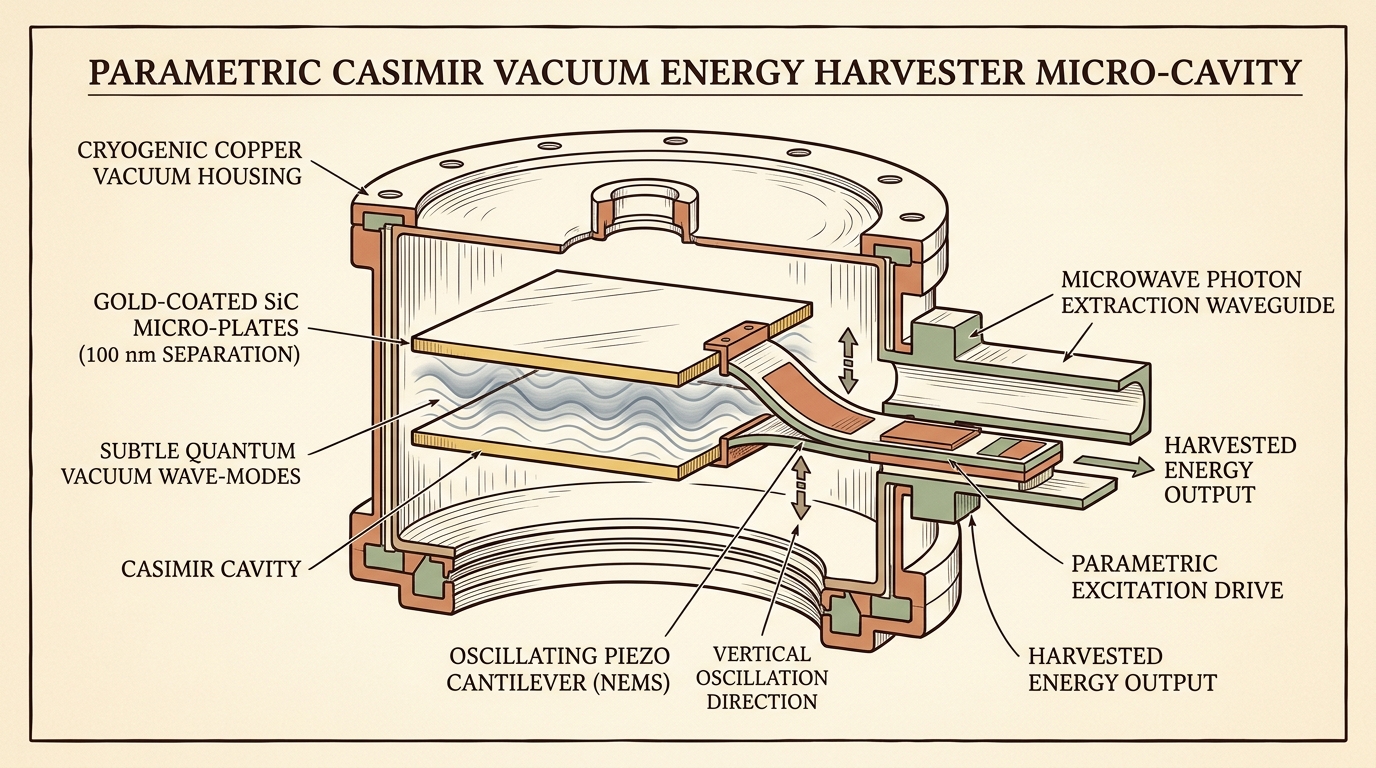 PARAMETRIC CASIMIR VACUUM ENERGY HARVESTER MICRO-CAVITY
CRYOGENIC COPPER
VACUUM HOUSING
GOLD-COATED SiC
MICRO-PLATES
(100 nm SEPARATION)
SUBTLE QUANTUM
VACUUM WAVE-MODES
CASIMIR CAVITY
OSCILLATING PIEZO
CANTILEVER (NEMS)
VERTICAL
OSCILLATION
DIRECTION
MICROWAVE PHOTON
EXTRACTION WAVEGUIDE
HARVESTED
ENERGY
OUTPUT
PARAMETRIC
EXCITATION DRIVE
HARVESTED
ENERGY OUTPUT